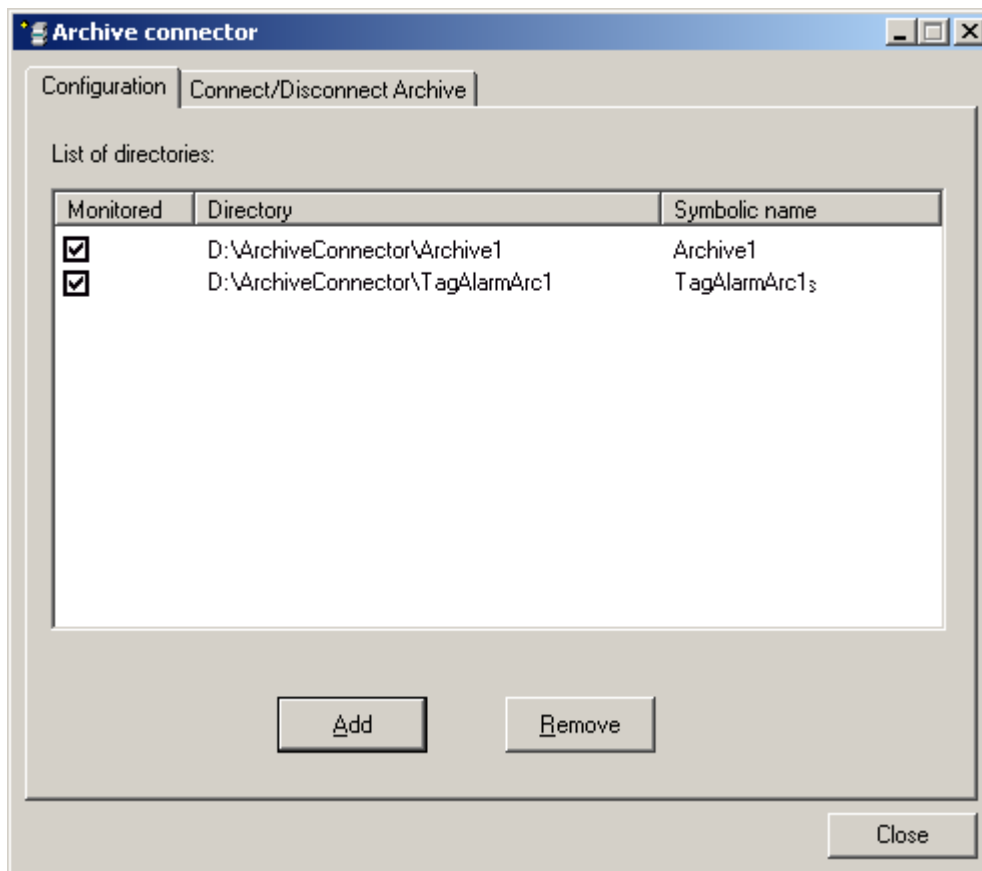 Archive connector
Configuration Connect/Disconnect Archive
List of directories:
Monitored Directory Symbolic name
D:\ArchiveConnector\Archive1 Archive1
D:\ArchiveConnector\TagAlarmArc1 TagAlarmArc1₃
Add Remove
Close